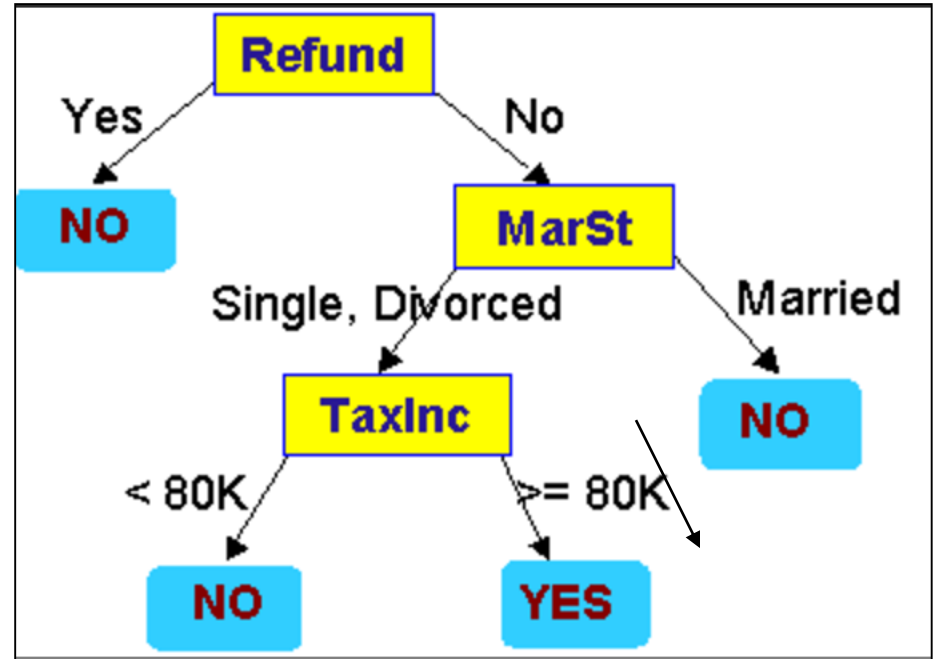 Refund
Yes
No
NO
MarSt
Single, Divorced
Married
TaxInc
NO
< 80K
>= 80K
NO
YES